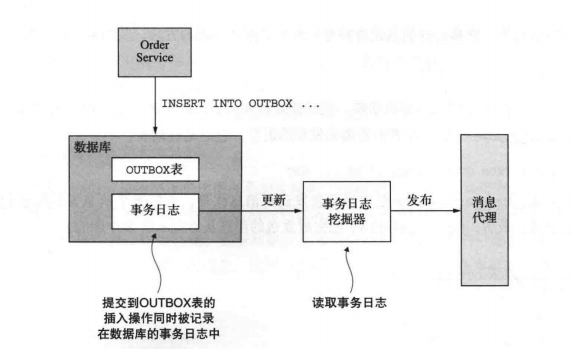 Order
Service
INSERT INTO OUTBOX ...
数据库
OUTBOX表
事务日志
更新
事务日志
挖掘器
发布
消息
代理
提交到OUTBOX表的
插入操作同时被记录
在数据库的事务日志中
读取事务日志